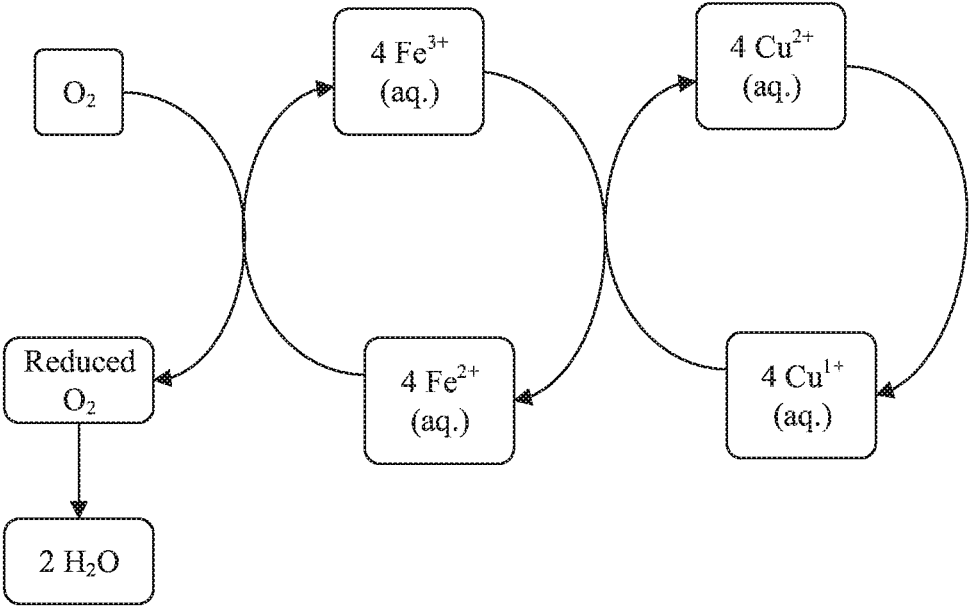 O₂
4 Fe³⁺
(aq.)
4 Cu²⁺
(aq.)
Reduced
O₂
4 Fe²⁺
(aq.)
4 Cu¹⁺
(aq.)
2 H₂O